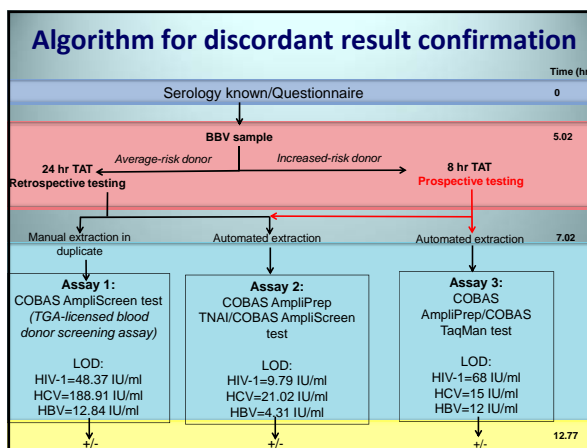 Algorithm for discordant result confirmation
Time (hr
Serology known/Questionnaire
0
BBV sample
5.02
Average-risk donor
Increased-risk donor
24 hr TAT
Retrospective testing
8 hr TAT
Prospective testing
7.02
Manual extraction in
duplicate
Automated extraction
Automated extraction
Assay 1:
COBAS AmpliScreen test
(TGA-licensed blood
donor screening assay)
LOD:
HIV-1=48.37 IU/ml
HCV=188.91 IU/ml
HBV=12.84 IU/ml
Assay 2:
COBAS AmpliPrep
TNAI/COBAS AmpliScreen
test
LOD:
HIV-1=9.79 IU/ml
HCV=21.02 IU/ml
HBV=4.31 IU/ml
Assay 3:
COBAS
AmpliPrep/COBAS
TaqMan test
LOD:
HIV-1=68 IU/ml
HCV=15 IU/ml
HBV=12 IU/ml
12.77
+/-
+/-
+/-